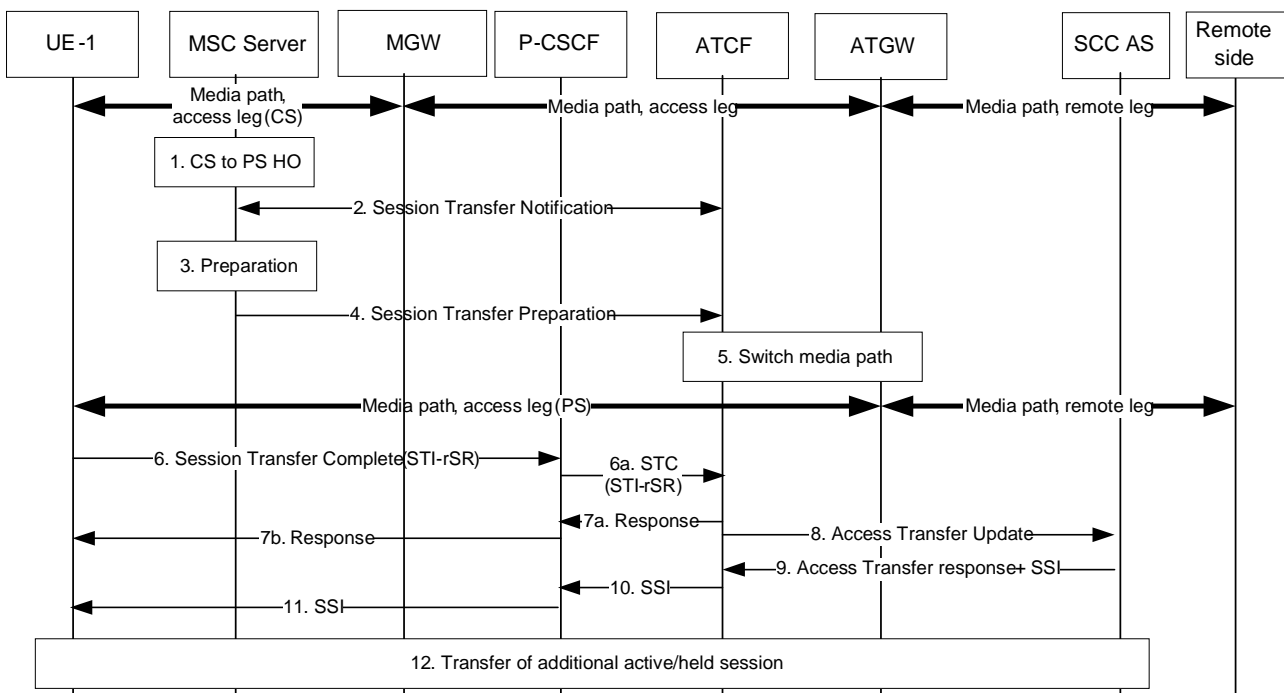 UE-1
MSC Server
MGW
P-CSCF
ATCF
ATGW
SCC AS
Remote
side
Media path,
access leg (CS)
Media path, access leg
Media path, remote leg
1. CS to PS HO
2. Session Transfer Notification
3. Preparation
4. Session Transfer Preparation
5. Switch media path
Media path, access leg (PS)
Media path, remote leg
6. Session Transfer Complete(STI-rSR)
6a. STC
(STI-rSR)
7a. Response
7b. Response
8. Access Transfer Update
9. Access Transfer response+ SSI
10. SSI
11. SSI
12. Transfer of additional active/held session